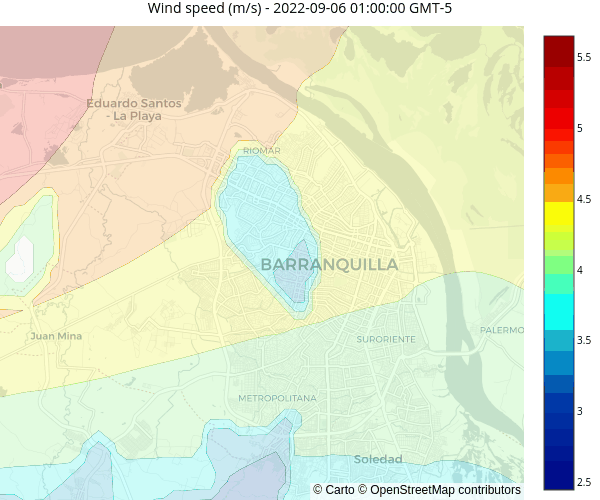 Wind speed (m/s) - 2022-09-06 01:00:00 GMT-5
5.5
Eduardo Santos
- La Playa
5
RIOMAR
4.5
BARRANQUILLA
4
Juan Mina
SURORIENTE
PALERMO
3.5
METROPOLITANA
3
Soledad
2.5
© Carto © OpenStreetMap contributors